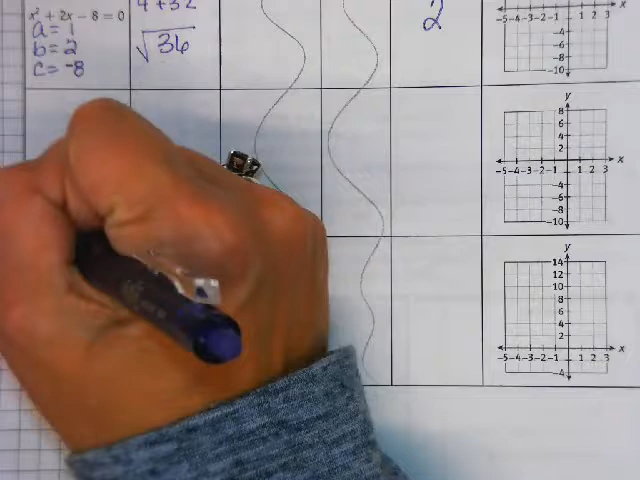 x² + 2x − 8 = 0
a = 1
b = 2
c = -8
4 + 32
√36
2
-5 -4 -3 -2 -1 1 2 3 x
-4
-6
-8
-10
y
8
6
4
2
-5 -4 -3 -2 -1 1 2 3 x
-4
-6
-8
-10
y
14
12
10
8
6
4
2
-5 -4 -3 -2 -1 1 2 3 x
-4